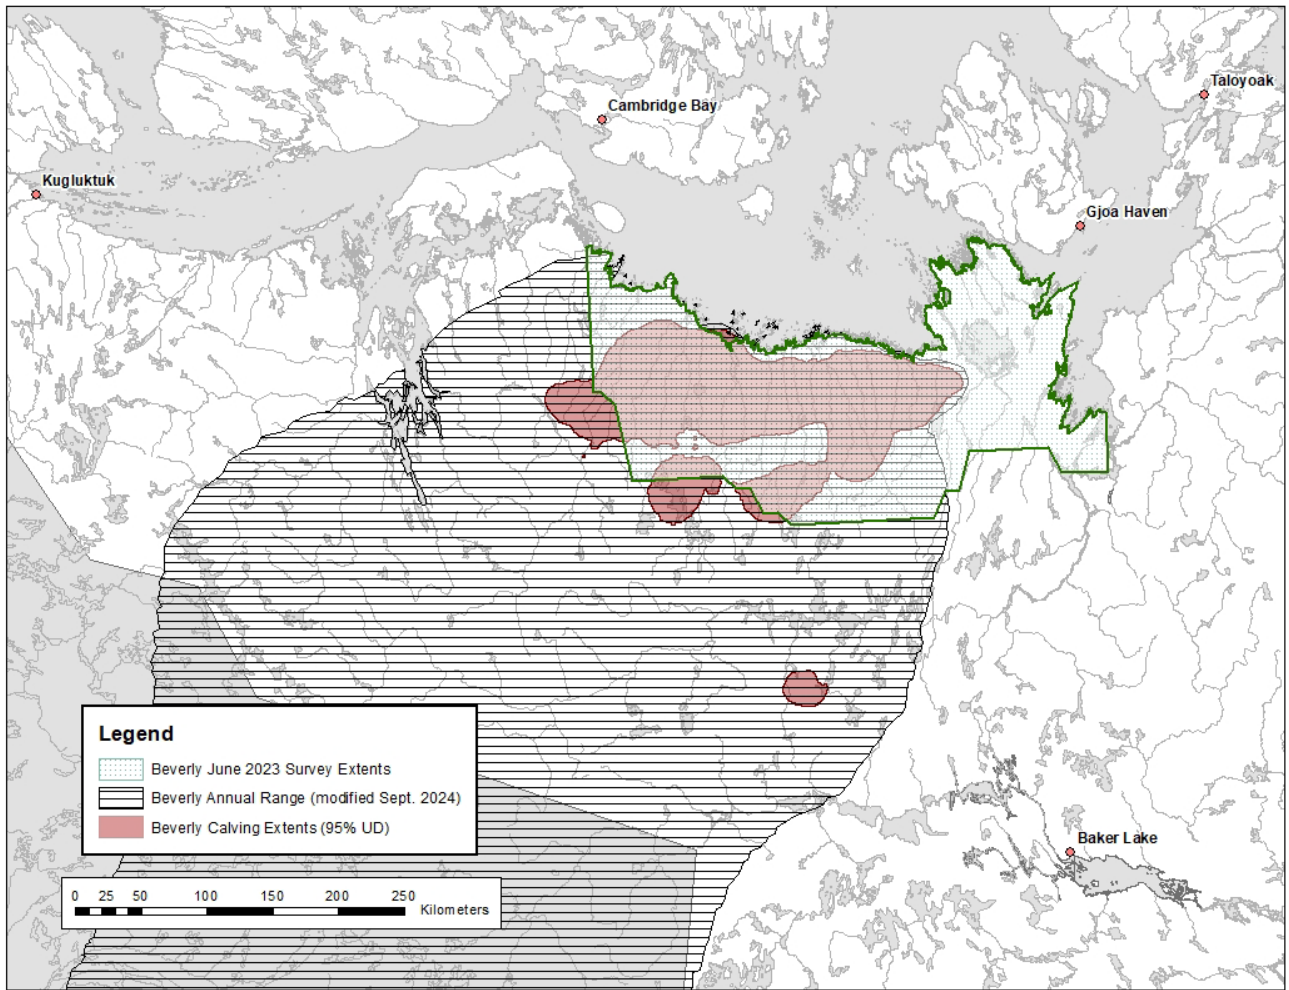 Taloyoak
Cambridge Bay
Kugluktuk
Gjoa Haven
Legend
Beverly June 2023 Survey Extents
Beverly Annual Range (modified Sept. 2024)
Beverly Calving Extents (95% UD)
Baker Lake
0 25 50 100 150 200 250
Kilometers